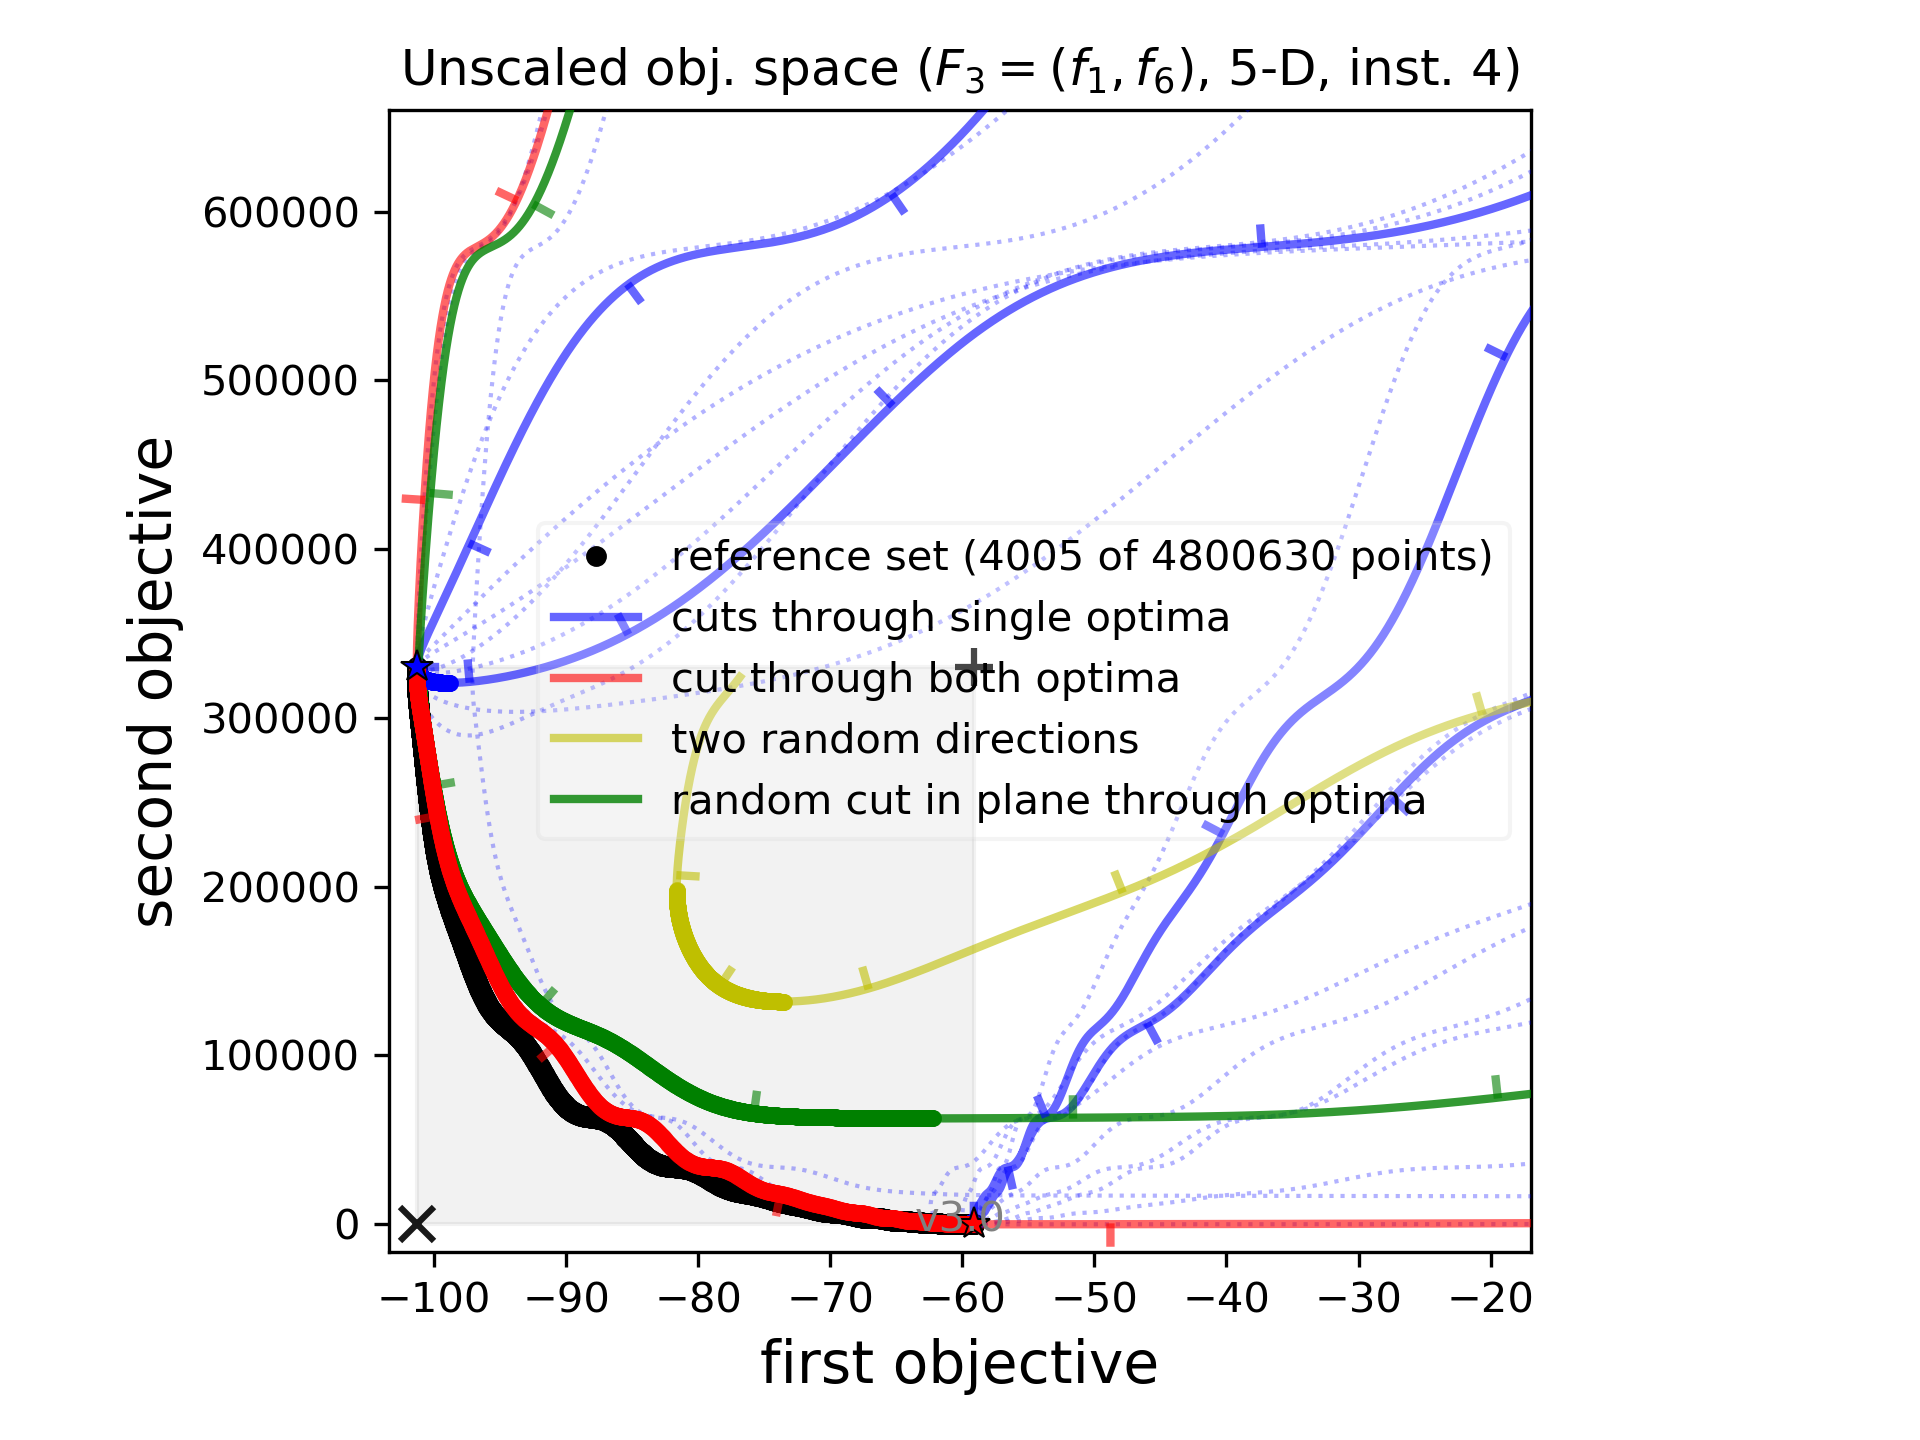 Unscaled obj. space (F₃ = (f₁, f₆), 5-D, inst. 4)
second objective
600000
500000
400000
300000
200000
100000
0
reference set (4005 of 4800630 points)
cuts through single optima
cut through both optima
two random directions
random cut in plane through optima
v3.0
−100 −90 −80 −70 −60 −50 −40 −30 −20
first objective